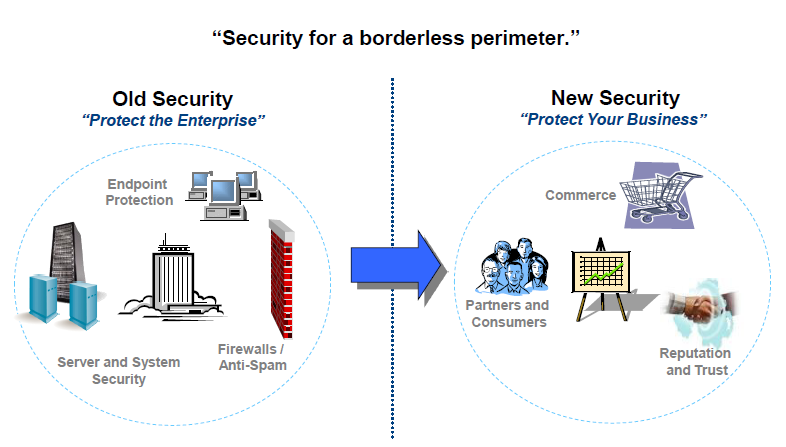 “Security for a borderless perimeter.”
Old Security
“Protect the Enterprise”
Endpoint
Protection
Server and System
Security
Firewalls /
Anti-Spam
New Security
“Protect Your Business”
Commerce
Partners and
Consumers
Reputation
and Trust